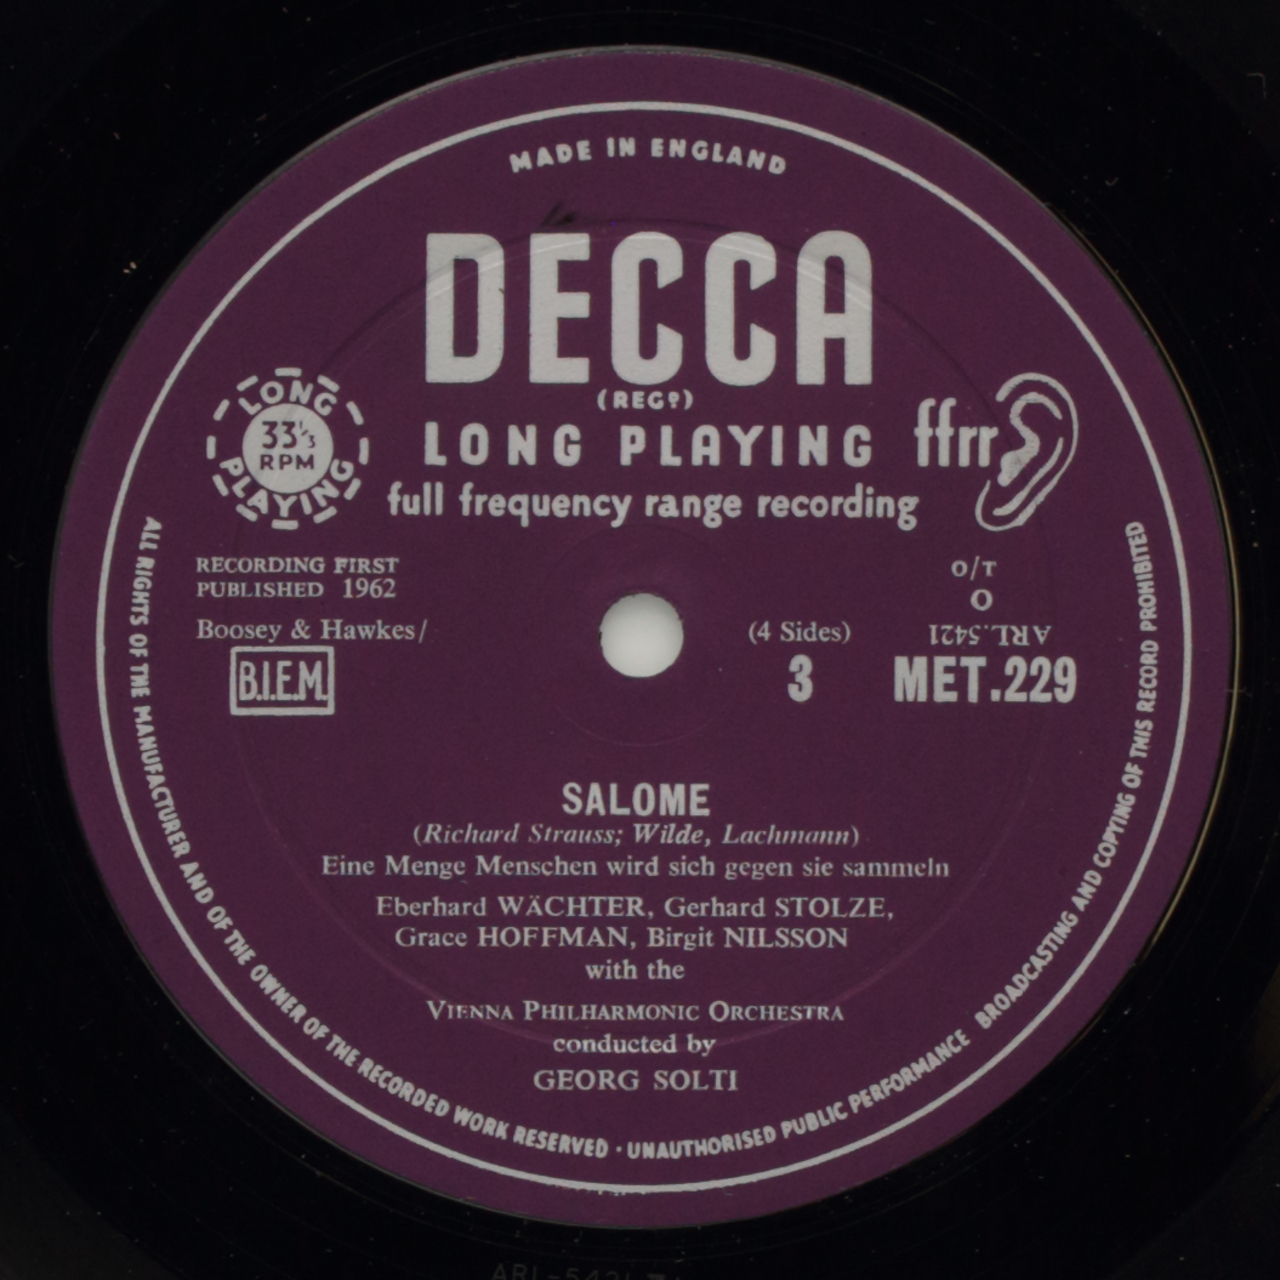 MADE IN ENGLAND
DECCA
(REGD)
LONG PLAYING
33 1/3
RPM
LONG PLAYING
ffrr
full frequency range recording
RECORDING FIRST
PUBLISHED 1962
Boosey & Hawkes/
B.I.E.M.
(4 Sides)
3
O/T
O
ARL.5421
MET.229
SALOME
(Richard Strauss; Wilde, Lachmann)
Eine Menge Menschen wird sich gegen sie sammeln
Eberhard WÄCHTER, Gerhard STOLZE,
Grace HOFFMAN, Birgit NILSSON
with the
VIENNA PHILHARMONIC ORCHESTRA
conducted by
GEORG SOLTI
ALL RIGHTS OF THE MANUFACTURER AND OF THE OWNER OF THE RECORDED WORK RESERVED · UNAUTHORISED PUBLIC PERFORMANCE BROADCASTING AND COPYING OF THIS RECORD PROHIBITED